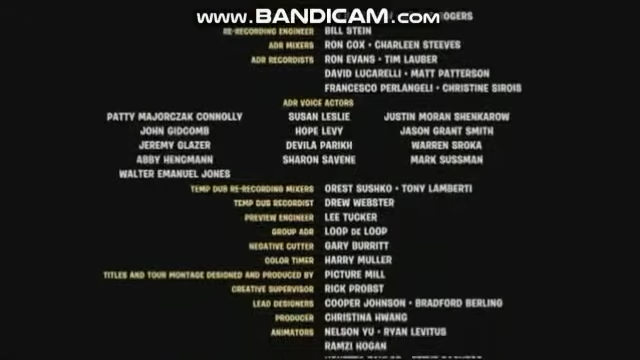 www.BANDICAM.com
ROGERS
RE-RECORDING ENGINEER BILL STEIN
ADR MIXERS RON COX • CHARLEEN STEEVES
ADR RECORDISTS RON EVANS • TIM LAUBER
DAVID LUCARELLI • MATT PATTERSON
FRANCESCO PERLANGELI • CHRISTINE SIROIS
ADR VOICE ACTORS
PATTY MAJORCZAK CONNOLLY SUSAN LESLIE JUSTIN MORAN SHENKAROW
JOHN GIDCOMB HOPE LEVY JASON GRANT SMITH
JEREMY GLAZER DEVILA PARIKH WARREN SROKA
ABBY HENGMANN SHARON SAVENE MARK SUSSMAN
WALTER EMANUEL JONES
TEMP DUB RE-RECORDING MIXERS OREST SUSHKO • TONY LAMBERTI
TEMP DUB RECORDIST DREW WEBSTER
PREVIEW ENGINEER LEE TUCKER
GROUP ADR LOOP DE LOOP
NEGATIVE CUTTER GARY BURRITT
COLOR TIMER HARRY MULLER
TITLES AND TOUR MONTAGE DESIGNED AND PRODUCED BY PICTURE MILL
CREATIVE SUPERVISOR RICK PROBST
LEAD DESIGNERS COOPER JOHNSON • BRADFORD BERLING
PRODUCER CHRISTINA HWANG
ANIMATORS NELSON YU • RYAN LEVITUS
RAMZI HOGAN